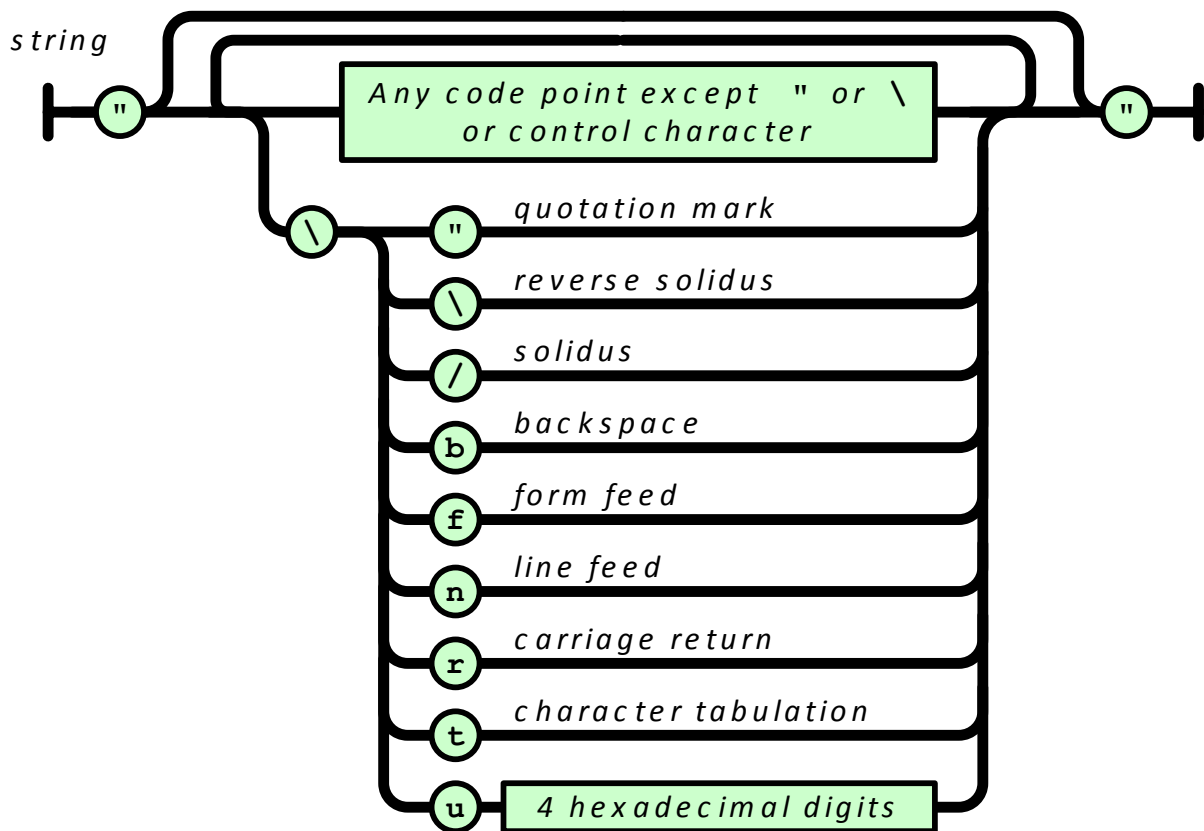 string
" Any code point except " or \ "
or control character
\ " quotation mark
\ reverse solidus
/ solidus
b backspace
f form feed
n line feed
r carriage return
t character tabulation
u 4 hexadecimal digits